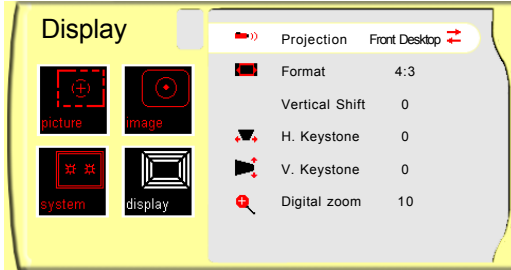 Display
picture
image
system
display
Projection Front Desktop
Format 4:3
Vertical Shift 0
H. Keystone 0
V. Keystone 0
Digital zoom 10